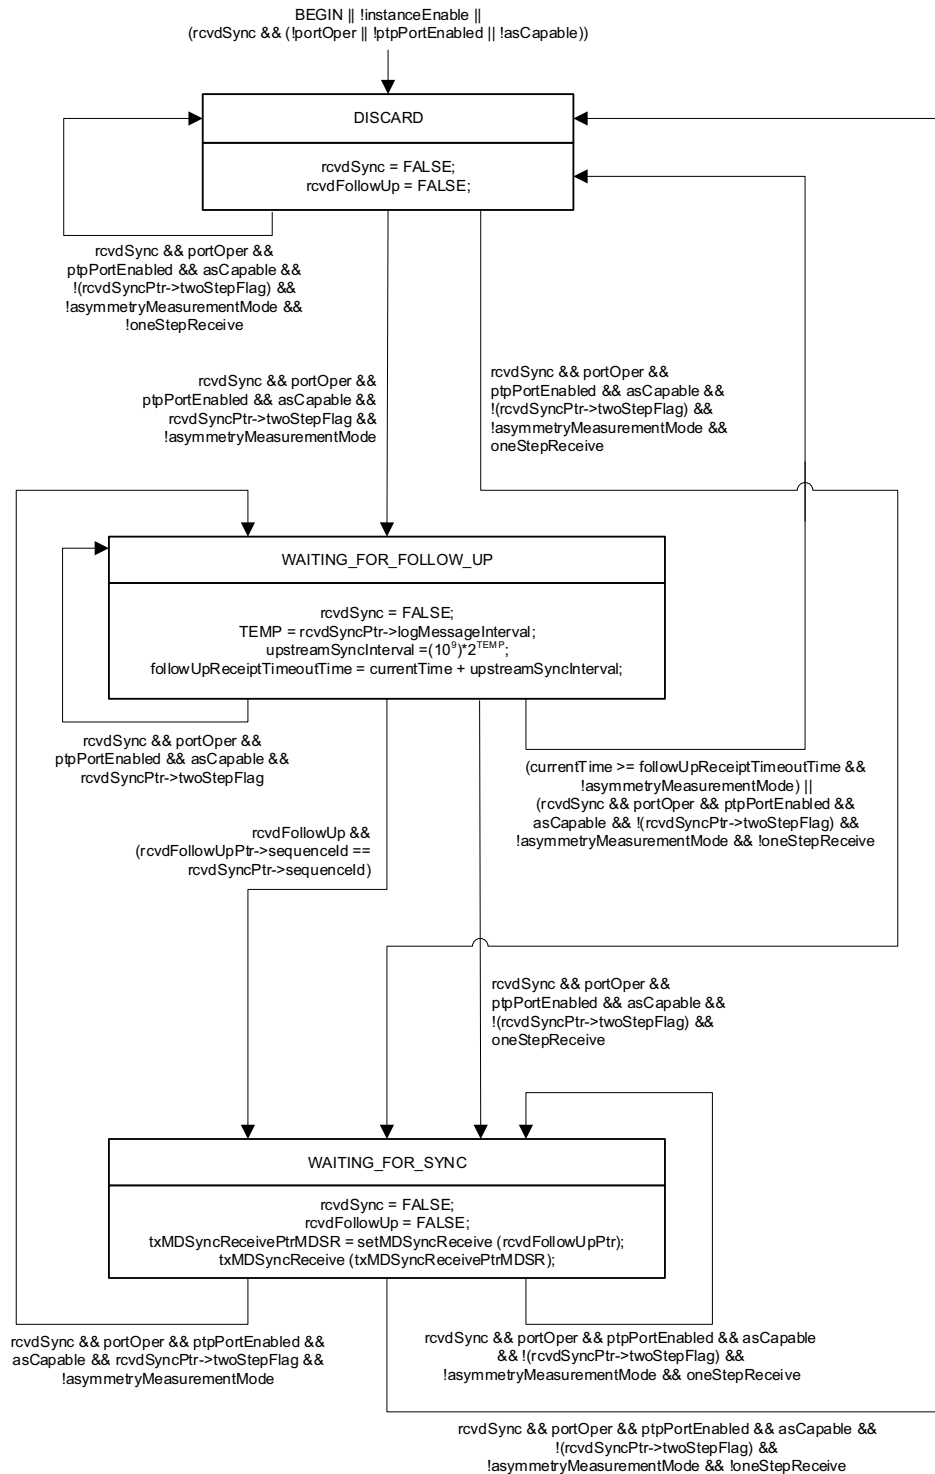 BEGIN || !instanceEnable ||
(rcvdSync && (!portOper || !ptpPortEnabled || !asCapable))
DISCARD
rcvdSync = FALSE;
rcvdFollowUp = FALSE;
rcvdSync && portOper &&
ptpPortEnabled && asCapable &&
!(rcvdSyncPtr->twoStepFlag) &&
!asymmetryMeasurementMode &&
!oneStepReceive
rcvdSync && portOper &&
ptpPortEnabled && asCapable &&
rcvdSyncPtr->twoStepFlag &&
!asymmetryMeasurementMode
rcvdSync && portOper &&
ptpPortEnabled && asCapable &&
!(rcvdSyncPtr->twoStepFlag) &&
!asymmetryMeasurementMode &&
oneStepReceive
WAITING_FOR_FOLLOW_UP
rcvdSync = FALSE;
TEMP = rcvdSyncPtr->logMessageInterval;
upstreamSyncInterval =(10⁹)*2ᵀᴱᴹᴾ;
followUpReceiptTimeoutTime = currentTime + upstreamSyncInterval;
rcvdSync && portOper &&
ptpPortEnabled && asCapable &&
rcvdSyncPtr->twoStepFlag
(currentTime >= followUpReceiptTimeoutTime &&
!asymmetryMeasurementMode) ||
(rcvdSync && portOper && ptpPortEnabled &&
asCapable && !(rcvdSyncPtr->twoStepFlag) &&
!asymmetryMeasurementMode && !oneStepReceive
rcvdFollowUp &&
(rcvdFollowUpPtr->sequenceId ==
rcvdSyncPtr->sequenceId)
rcvdSync && portOper &&
ptpPortEnabled && asCapable &&
!(rcvdSyncPtr->twoStepFlag) &&
oneStepReceive
WAITING_FOR_SYNC
rcvdSync = FALSE;
rcvdFollowUp = FALSE;
txMDSyncReceivePtrMDSR = setMDSyncReceive (rcvdFollowUpPtr);
txMDSyncReceive (txMDSyncReceivePtrMDSR);
rcvdSync && portOper && ptpPortEnabled &&
asCapable && rcvdSyncPtr->twoStepFlag &&
!asymmetryMeasurementMode
rcvdSync && portOper && ptpPortEnabled && asCapable
&& !(rcvdSyncPtr->twoStepFlag) &&
!asymmetryMeasurementMode && oneStepReceive
rcvdSync && portOper && ptpPortEnabled && asCapable &&
!(rcvdSyncPtr->twoStepFlag) &&
!asymmetryMeasurementMode && !oneStepReceive